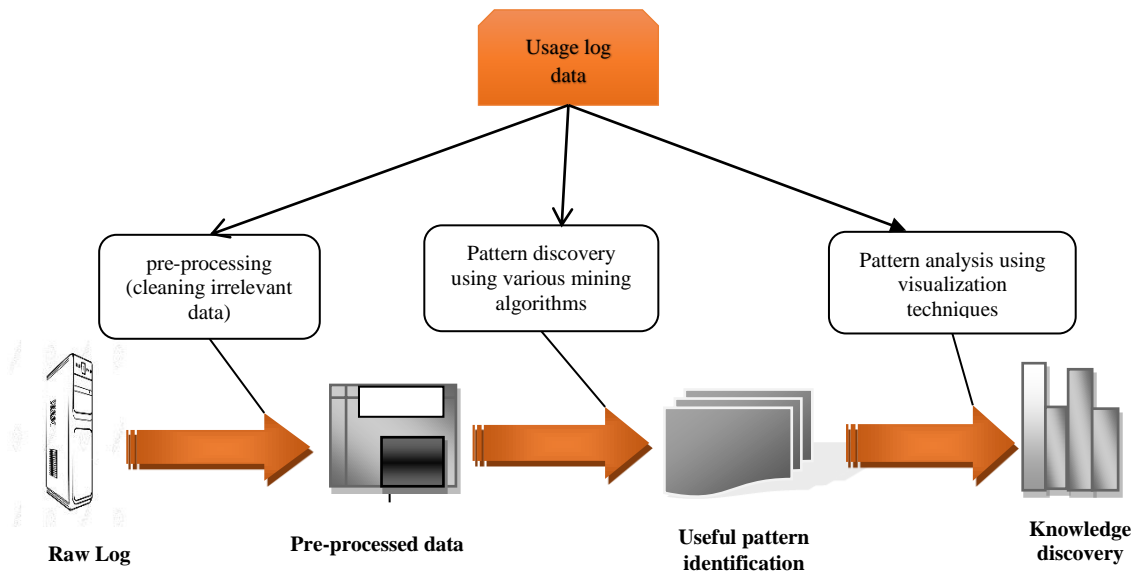 Usage log
data
pre-processing
(cleaning irrelevant
data)
Pattern discovery
using various mining
algorithms
Pattern analysis using
visualization
techniques
Raw Log
Pre-processed data
Useful pattern
identification
Knowledge
discovery